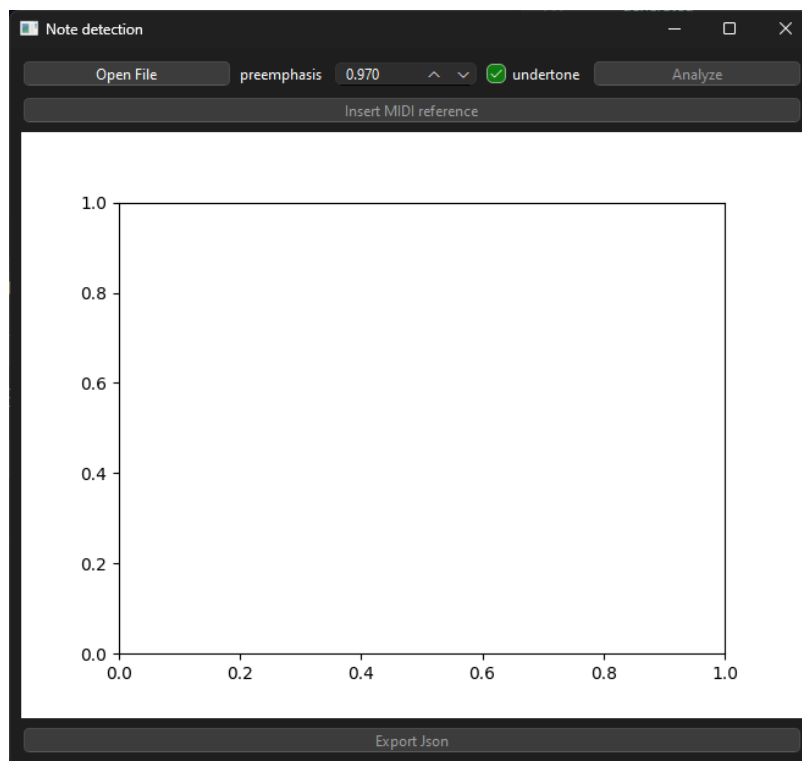 Note detection
Open File preemphasis 0.970 undertone Analyze
Insert MIDI reference
1.0
0.8
0.6
0.4
0.2
0.0
0.0 0.2 0.4 0.6 0.8 1.0
Export Json